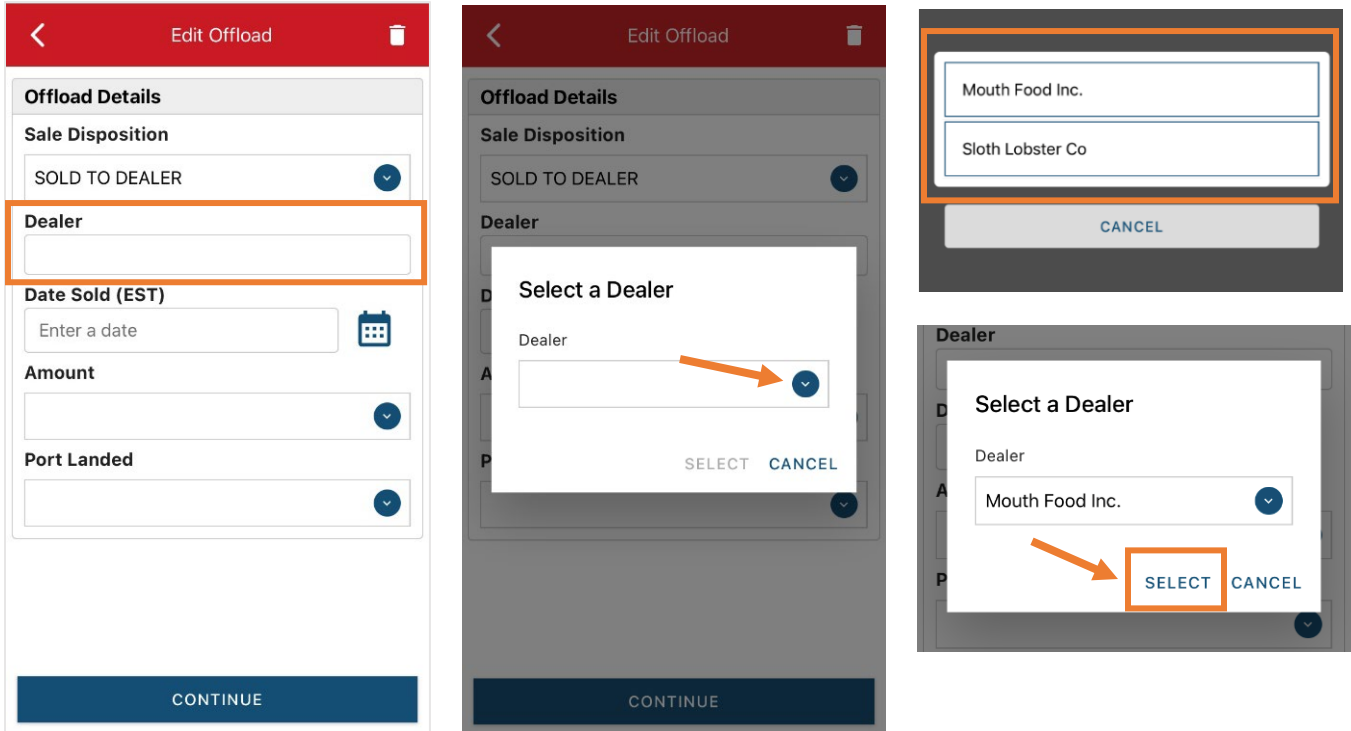 Edit Offload
Offload Details
Sale Disposition
SOLD TO DEALER
Dealer
Date Sold (EST)
Enter a date
Amount
Port Landed
CONTINUE
Edit Offload
Offload Details
Sale Disposition
SOLD TO DEALER
Dealer
D
Select a Dealer
Dealer
A
P
SELECT CANCEL
CONTINUE
Mouth Food Inc.
Sloth Lobster Co
CANCEL
Dealer
D
Select a Dealer
Dealer
A
Mouth Food Inc.
P
SELECT CANCEL